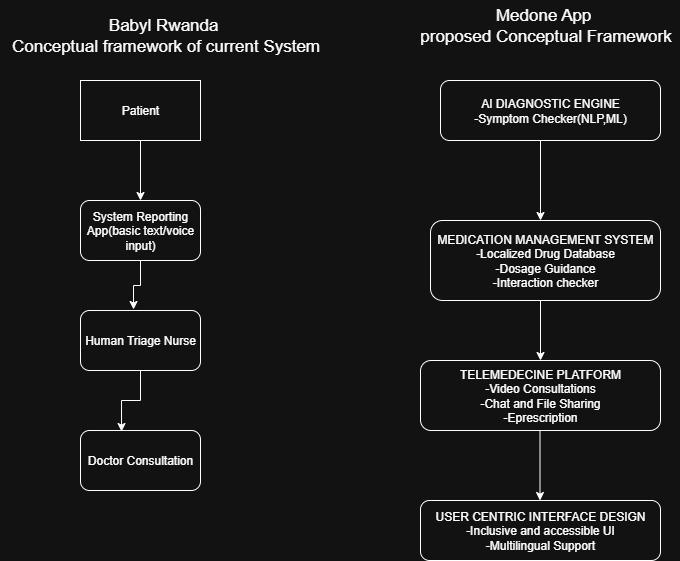 Babyl Rwanda
Conceptual framework of current System
Patient
System Reporting
App(basic text/voice
input)
Human Triage Nurse
Doctor Consultation
Medone App
proposed Conceptual Framework
AI DIAGNOSTIC ENGINE
-Symptom Checker(NLP,ML)
MEDICATION MANAGEMENT SYSTEM
-Localized Drug Database
-Dosage Guidance
-Interaction checker
TELEMEDECINE PLATFORM
-Video Consultations
-Chat and File Sharing
-Eprescription
USER CENTRIC INTERFACE DESIGN
-Inclusive and accessible UI
-Multilingual Support